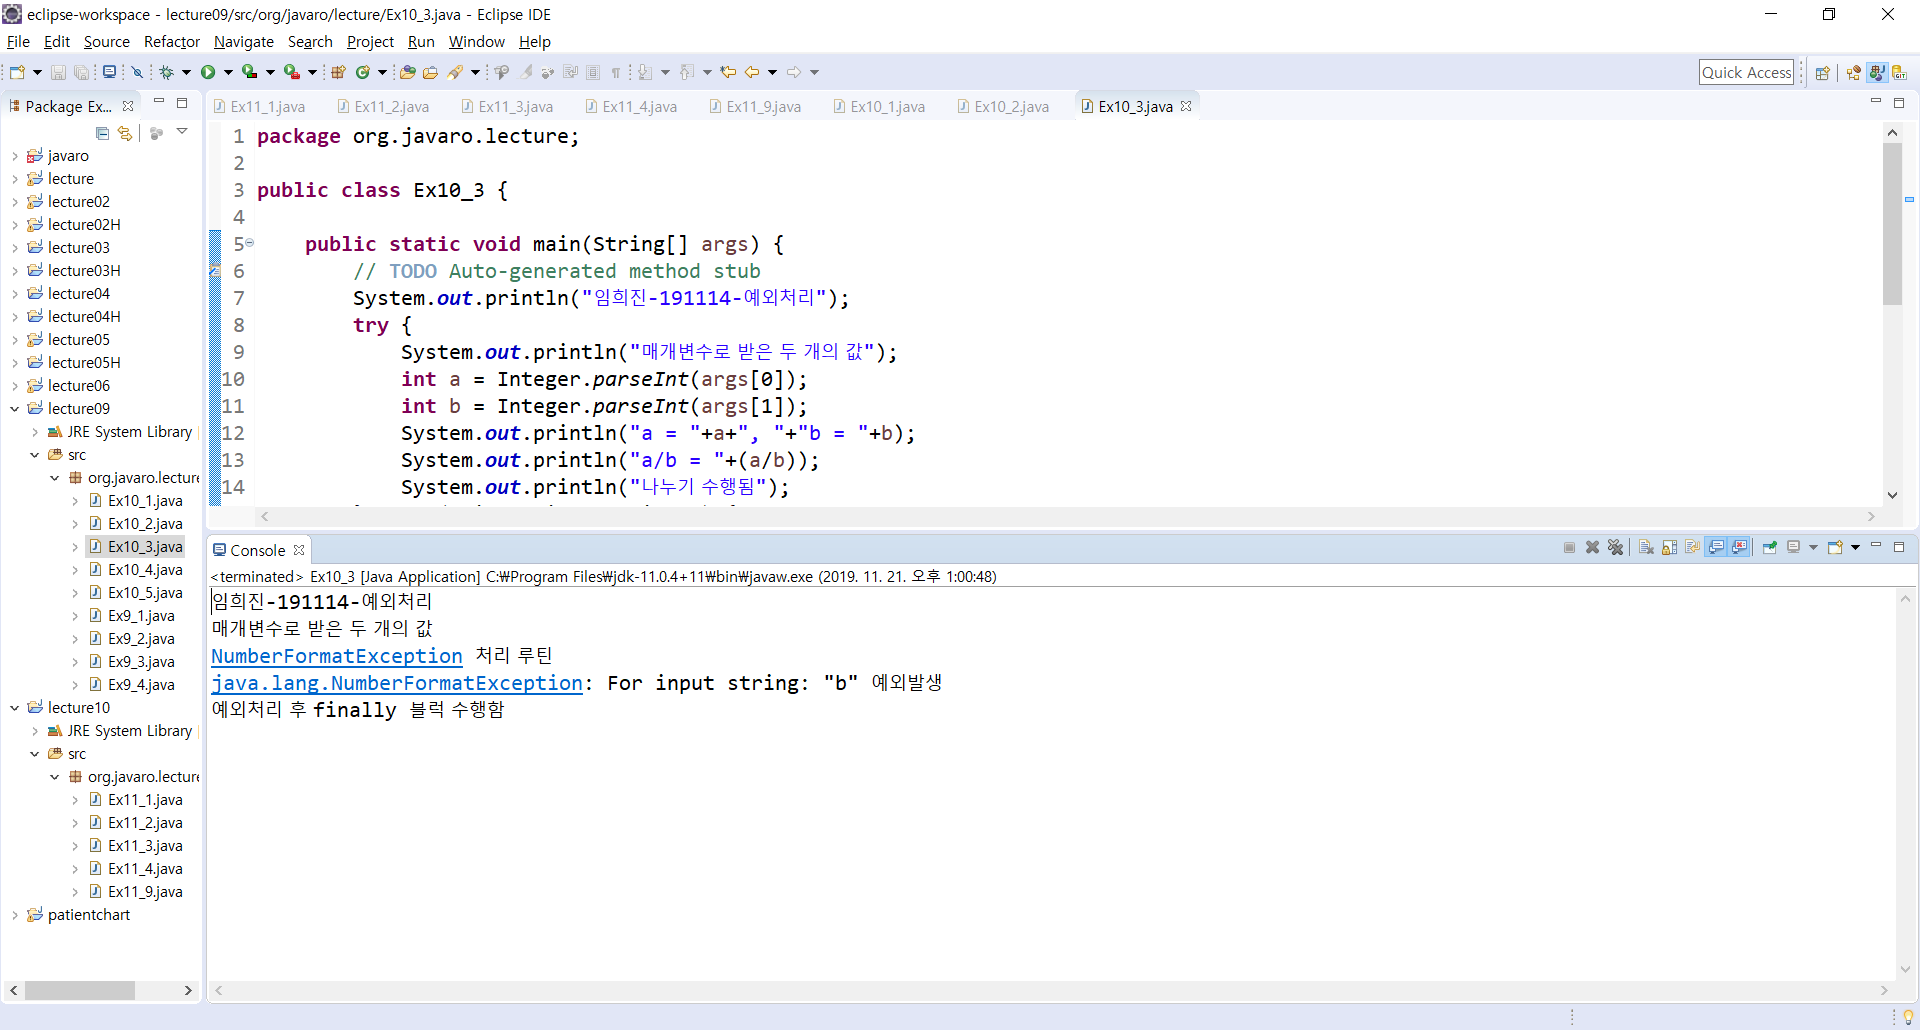 eclipse-workspace - lecture09/src/org/javaro/lecture/Ex10_3.java - Eclipse IDE
File Edit Source Refactor Navigate Search Project Run Window Help
Quick Access
Package Ex...
javaro
lecture
lecture02
lecture02H
lecture03
lecture03H
lecture04
lecture04H
lecture05
lecture05H
lecture06
lecture09
JRE System Library
src
org.javaro.lecture
Ex10_1.java
Ex10_2.java
Ex10_3.java
Ex10_4.java
Ex10_5.java
Ex9_1.java
Ex9_2.java
Ex9_3.java
Ex9_4.java
lecture10
JRE System Library
src
org.javaro.lecture
Ex11_1.java
Ex11_2.java
Ex11_3.java
Ex11_4.java
Ex11_9.java
patientchart
Ex11_1.java Ex11_2.java Ex11_3.java Ex11_4.java Ex11_9.java Ex10_1.java Ex10_2.java Ex10_3.java
1 package org.javaro.lecture;
2
3 public class Ex10_3 {
4
5 public static void main(String[] args) {
6 // TODO Auto-generated method stub
7 System.out.println("임희진-191114-예외처리");
8 try {
9 System.out.println("매개변수로 받은 두 개의 값");
10 int a = Integer.parseInt(args[0]);
11 int b = Integer.parseInt(args[1]);
12 System.out.println("a = "+a+", "+"b = "+b);
13 System.out.println("a/b = "+(a/b));
14 System.out.println("나누기 수행됨");
Console
<terminated> Ex10_3 [Java Application] C:₩Program Files₩jdk-11.0.4+11₩bin₩javaw.exe (2019. 11. 21. 오후 1:00:48)
임희진-191114-예외처리
매개변수로 받은 두 개의 값
NumberFormatException 처리 루틴
java.lang.NumberFormatException: For input string: "b" 예외발생
예외처리 후 finally 블럭 수행함